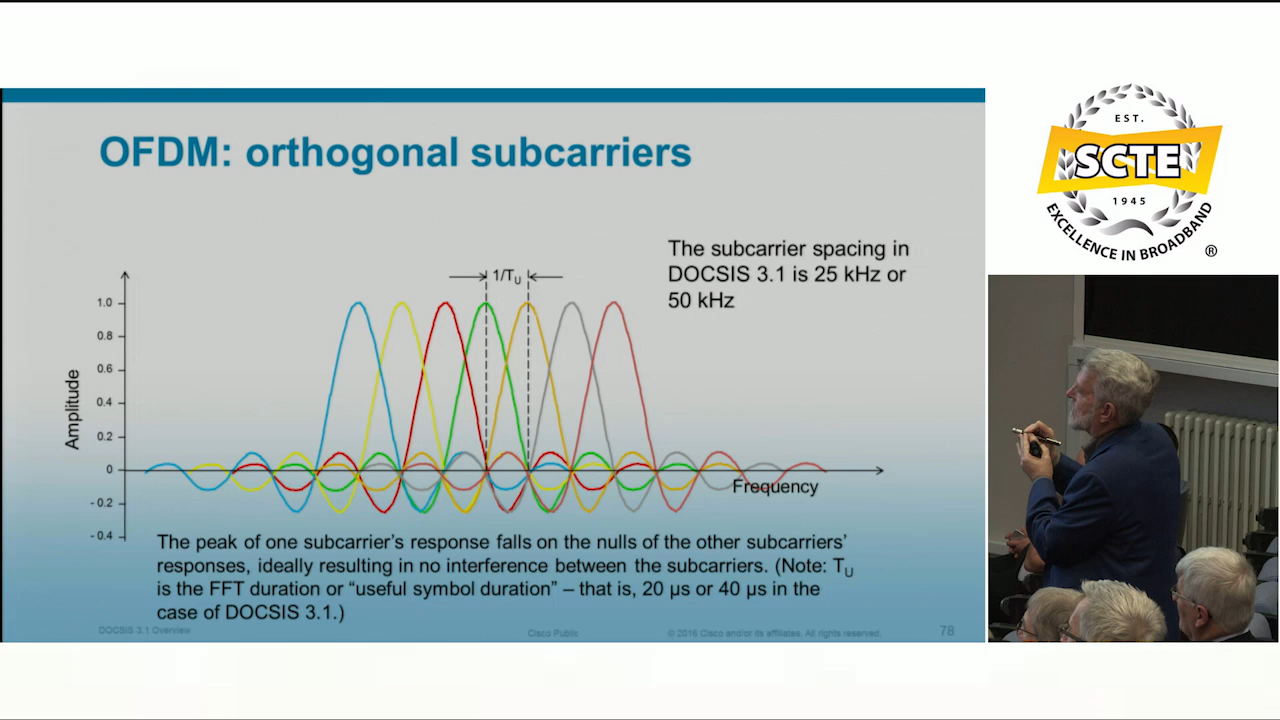 OFDM: orthogonal subcarriers
The subcarrier spacing in
DOCSIS 3.1 is 25 kHz or
50 kHz
1/TU
1.0
0.8
0.6
0.4
0.2
0
- 0.2
- 0.4
Amplitude
Frequency
The peak of one subcarrier’s response falls on the nulls of the other subcarriers’
responses, ideally resulting in no interference between the subcarriers. (Note: TU
is the FFT duration or “useful symbol duration” – that is, 20 µs or 40 µs in the
case of DOCSIS 3.1.)
DOCSIS 3.1 Overview
Cisco Public
© 2016 Cisco and/or its affiliates. All rights reserved.
78
EST.
SCTE
1945
EXCELLENCE IN BROADBAND
®